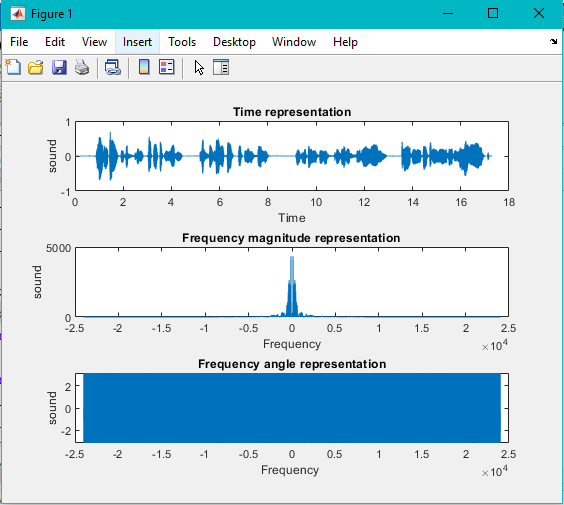 Figure 1
File Edit View Insert Tools Desktop Window Help
Time representation
1
0
-1
sound
0 2 4 6 8 10 12 14 16 18
Time
Frequency magnitude representation
5000
0
sound
-2.5 -2 -1.5 -1 -0.5 0 0.5 1 1.5 2 2.5
Frequency
×10^4
Frequency angle representation
2
0
-2
sound
-2.5 -2 -1.5 -1 -0.5 0 0.5 1 1.5 2 2.5
Frequency
×10^4